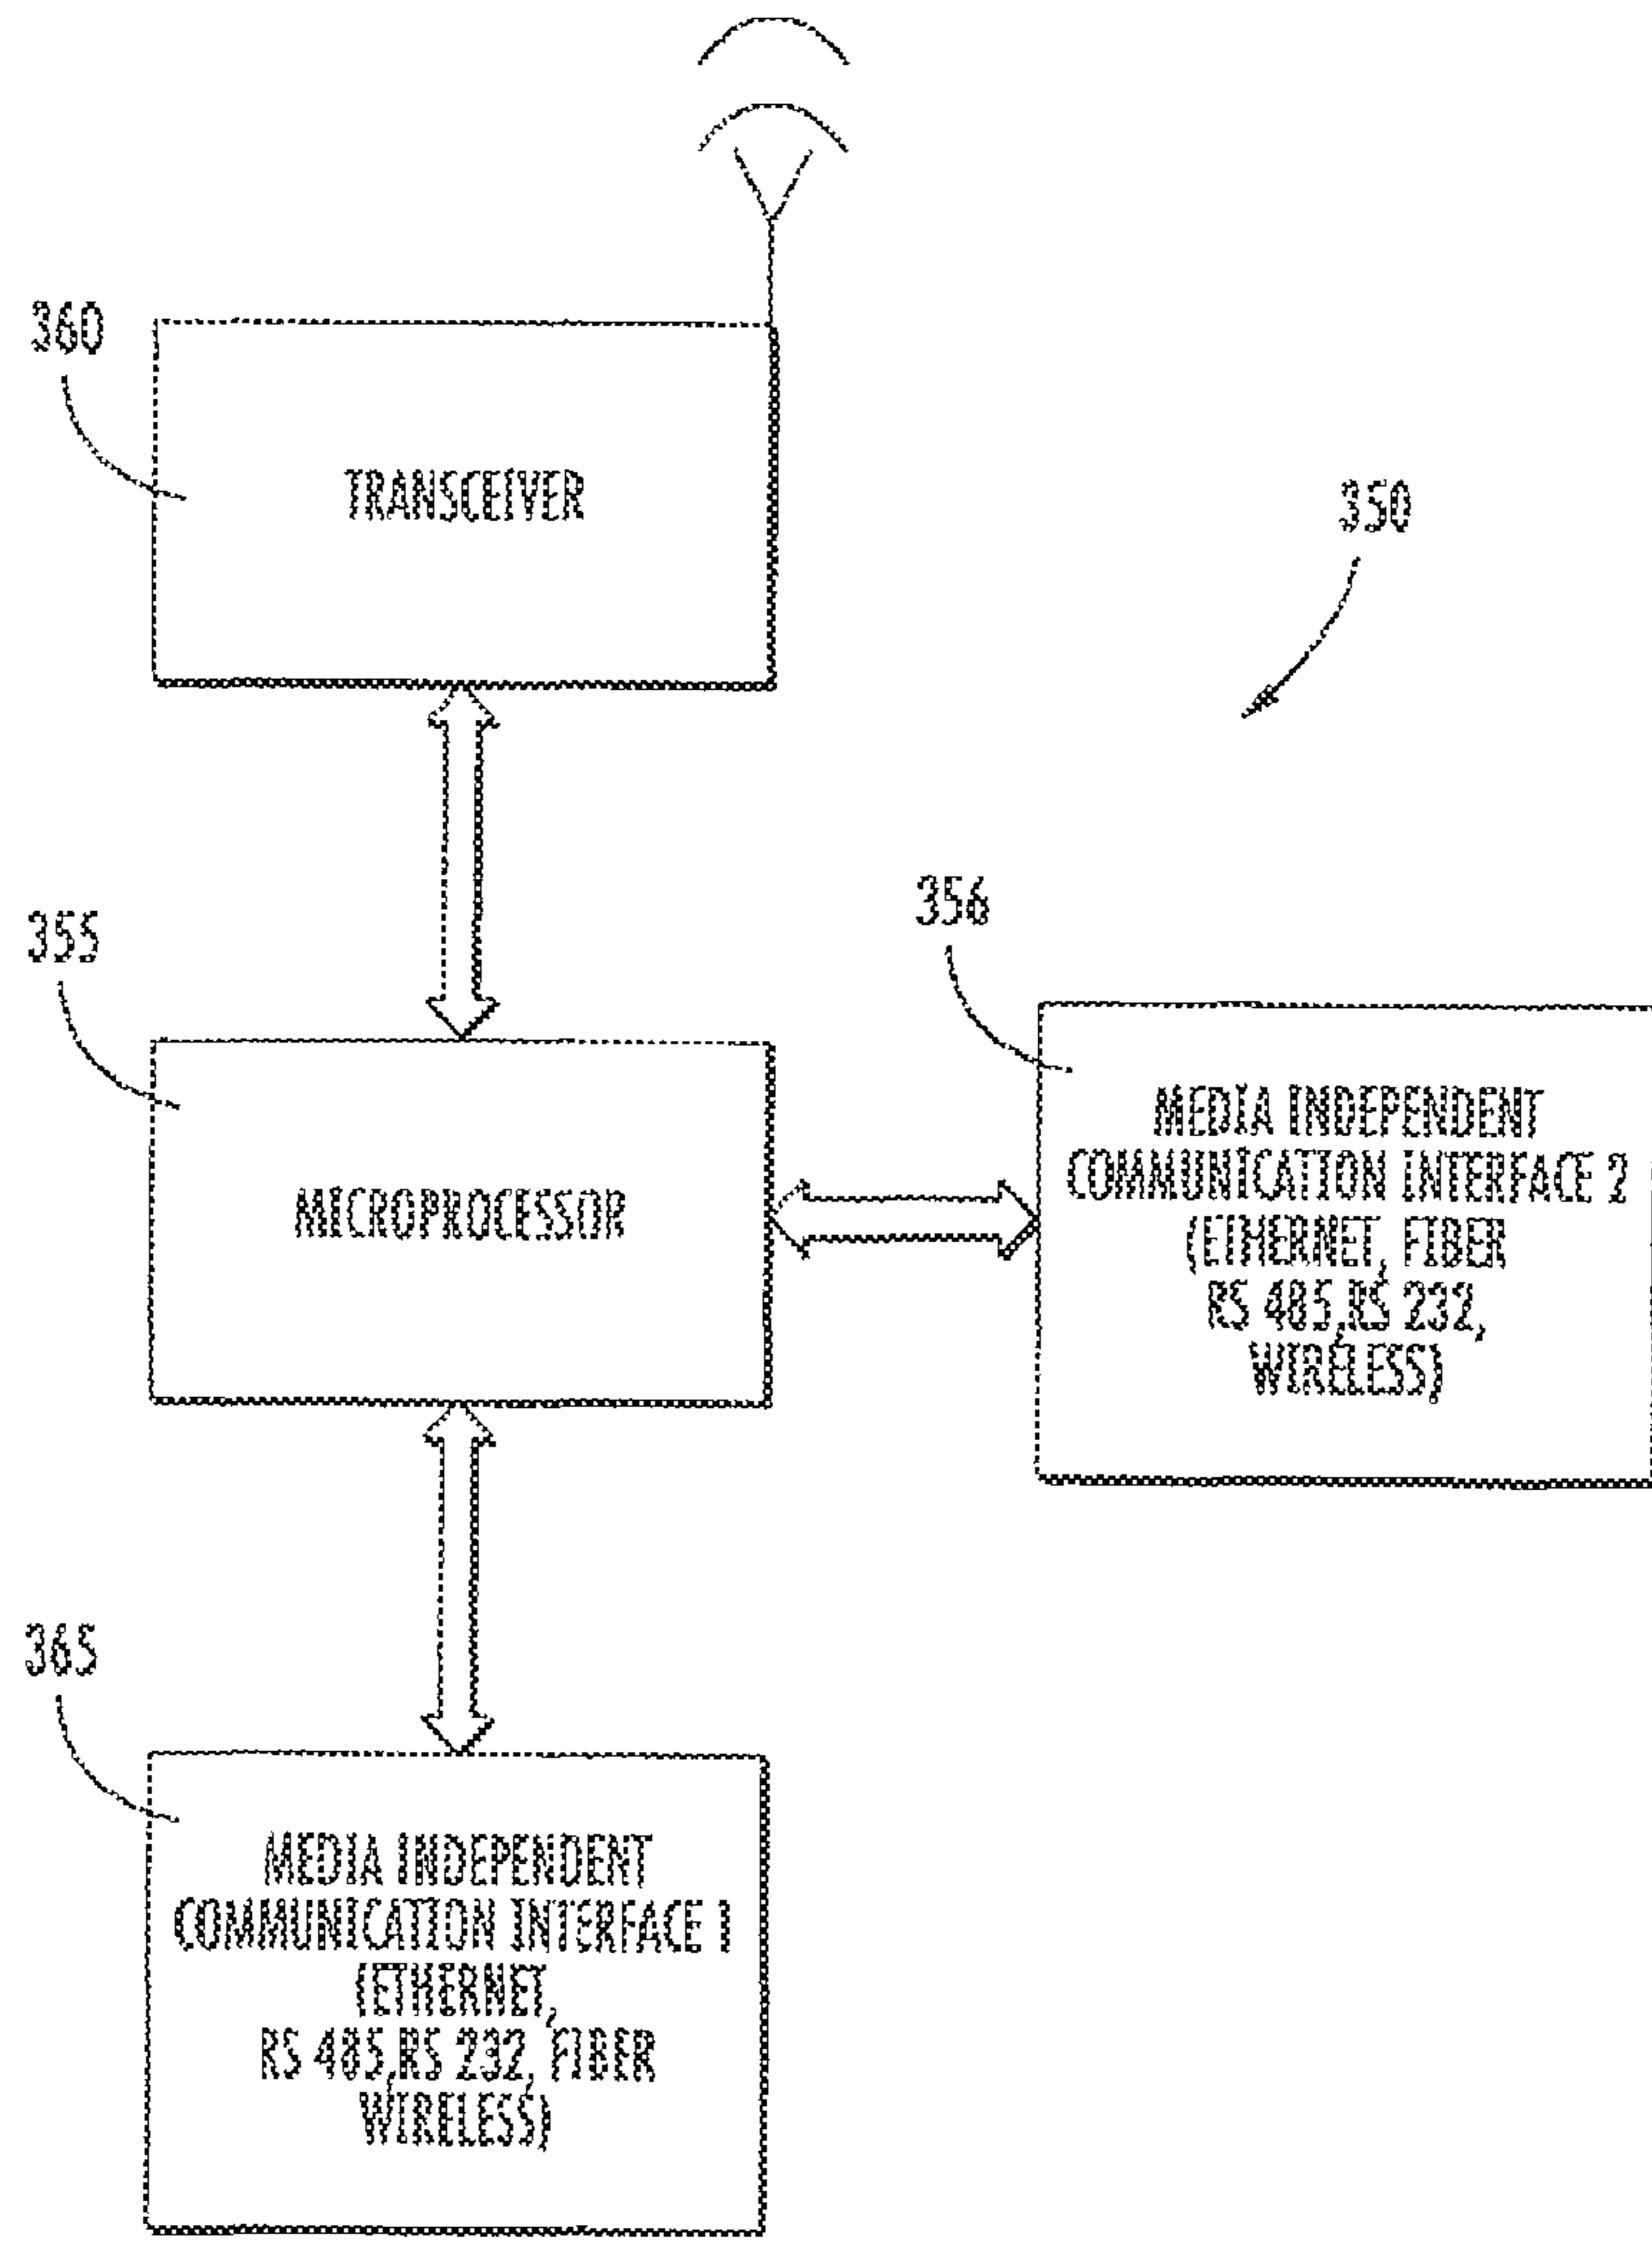 360
TRANSCEIVER
350
355
MICROPROCESSOR
356
MEDIA INDEPENDENT
COMMUNICATION INTERFACE 2
(ETHERNET, FIBER
RS 485,RS 232,
WIRELESS)
365
MEDIA INDEPENDENT
COMMUNICATION INTERFACE 1
(ETHERNET,
RS 485,RS 232, FIBER
WIRELESS)